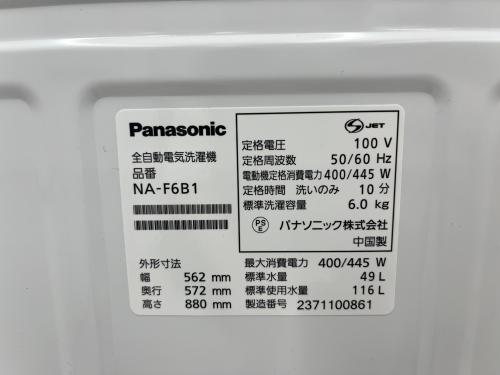 Panasonic
全自動電気洗濯機
品番
NA-F6B1
S JET
定格電圧 100 V
定格周波数 50/60 Hz
電動機定格消費電力 400/445 W
定格時間 洗いのみ 10 分
標準洗濯容量 6.0 kg
PSE パナソニック株式会社
中国製
外形寸法
幅 562 mm
奥行 572 mm
高さ 880 mm
最大消費電力 400/445 W
標準水量 49 L
標準使用水量 116 L
製造番号 2371100861